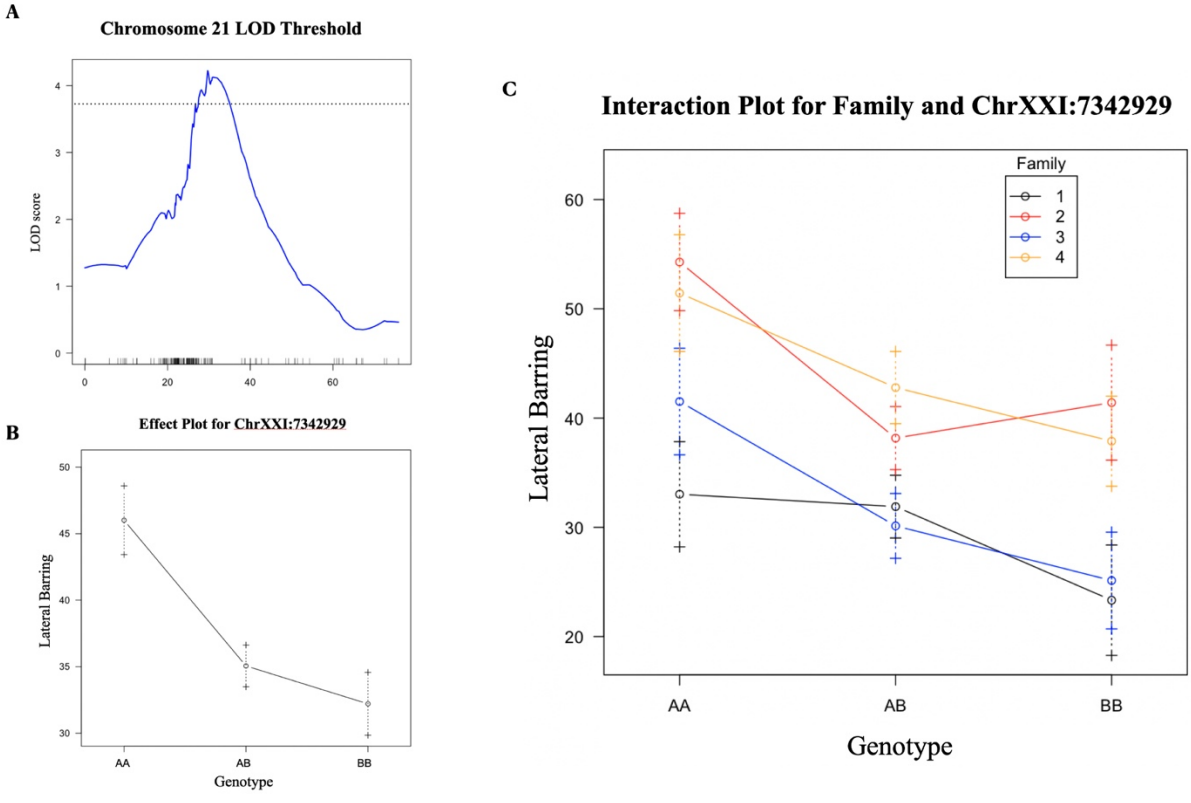 A
Chromosome 21 LOD Threshold
LOD score
4
3
2
1
0
0 20 40 60
B
Effect Plot for ChrXXI:7342929
Lateral Barring
50
45
40
35
30
AA AB BB
Genotype
C
Interaction Plot for Family and ChrXXI:7342929
Family
1
2
3
4
Lateral Barring
60
50
40
30
20
AA AB BB
Genotype